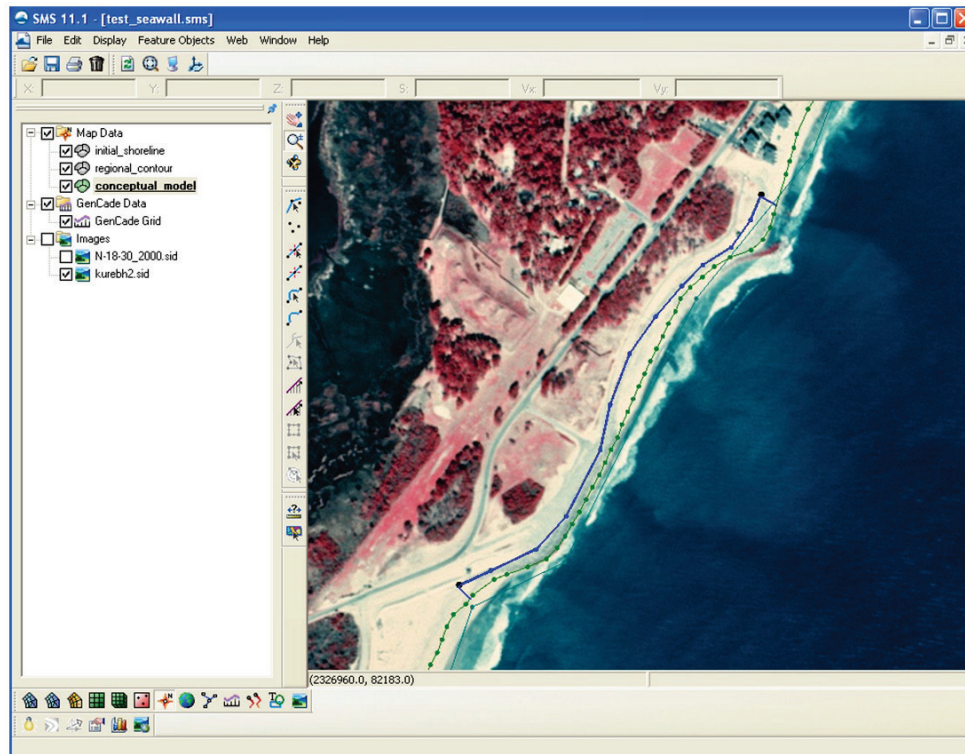 SMS 11.1 - [test_seawall.sms]
File Edit Display Feature Objects Web Window Help
X: Y: Z: S: Vx: Vy:
Map Data
initial_shoreline
regional_contour
conceptual_model
GenCade Data
GenCade Grid
Images
N-18-30_2000.sid
kurebh2.sid
(2326960.0, 82183.0)